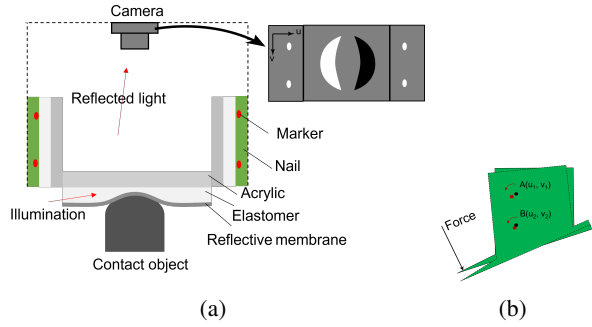 Camera
u
v
Reflected light
Marker
Nail
Acrylic
Illumination
Elastomer
Reflective membrane
Contact object
A(u₁, v₁)
B(u₂, v₂)
Force
(a)
(b)